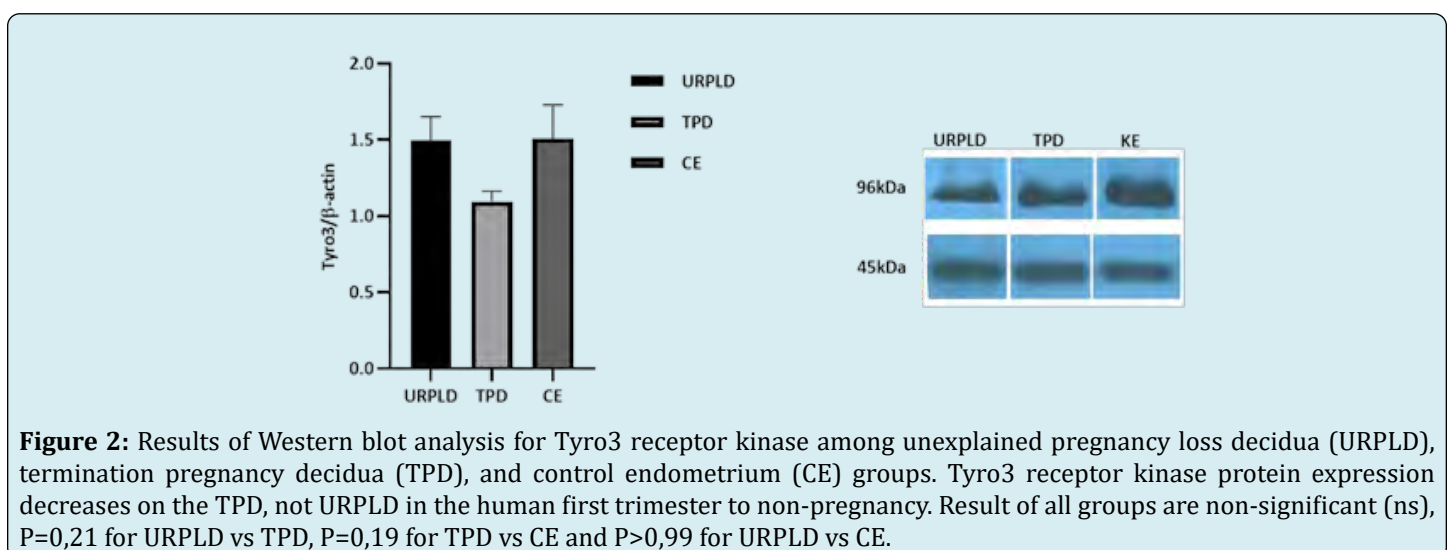 2.0
1.5
1.0
0.5
0.0
Tyro3/β-actin
URPLD TPD CE
URPLD
TPD
CE
URPLD TPD KE
96kDa
45kDa
Figure 2: Results of Western blot analysis for Tyro3 receptor kinase among unexplained pregnancy loss decidua (URPLD),
termination pregnancy decidua (TPD), and control endometrium (CE) groups. Tyro3 receptor kinase protein expression
decreases on the TPD, not URPLD in the human first trimester to non-pregnancy. Result of all groups are non-significant (ns),
P=0,21 for URPLD vs TPD, P=0,19 for TPD vs CE and P>0,99 for URPLD vs CE.